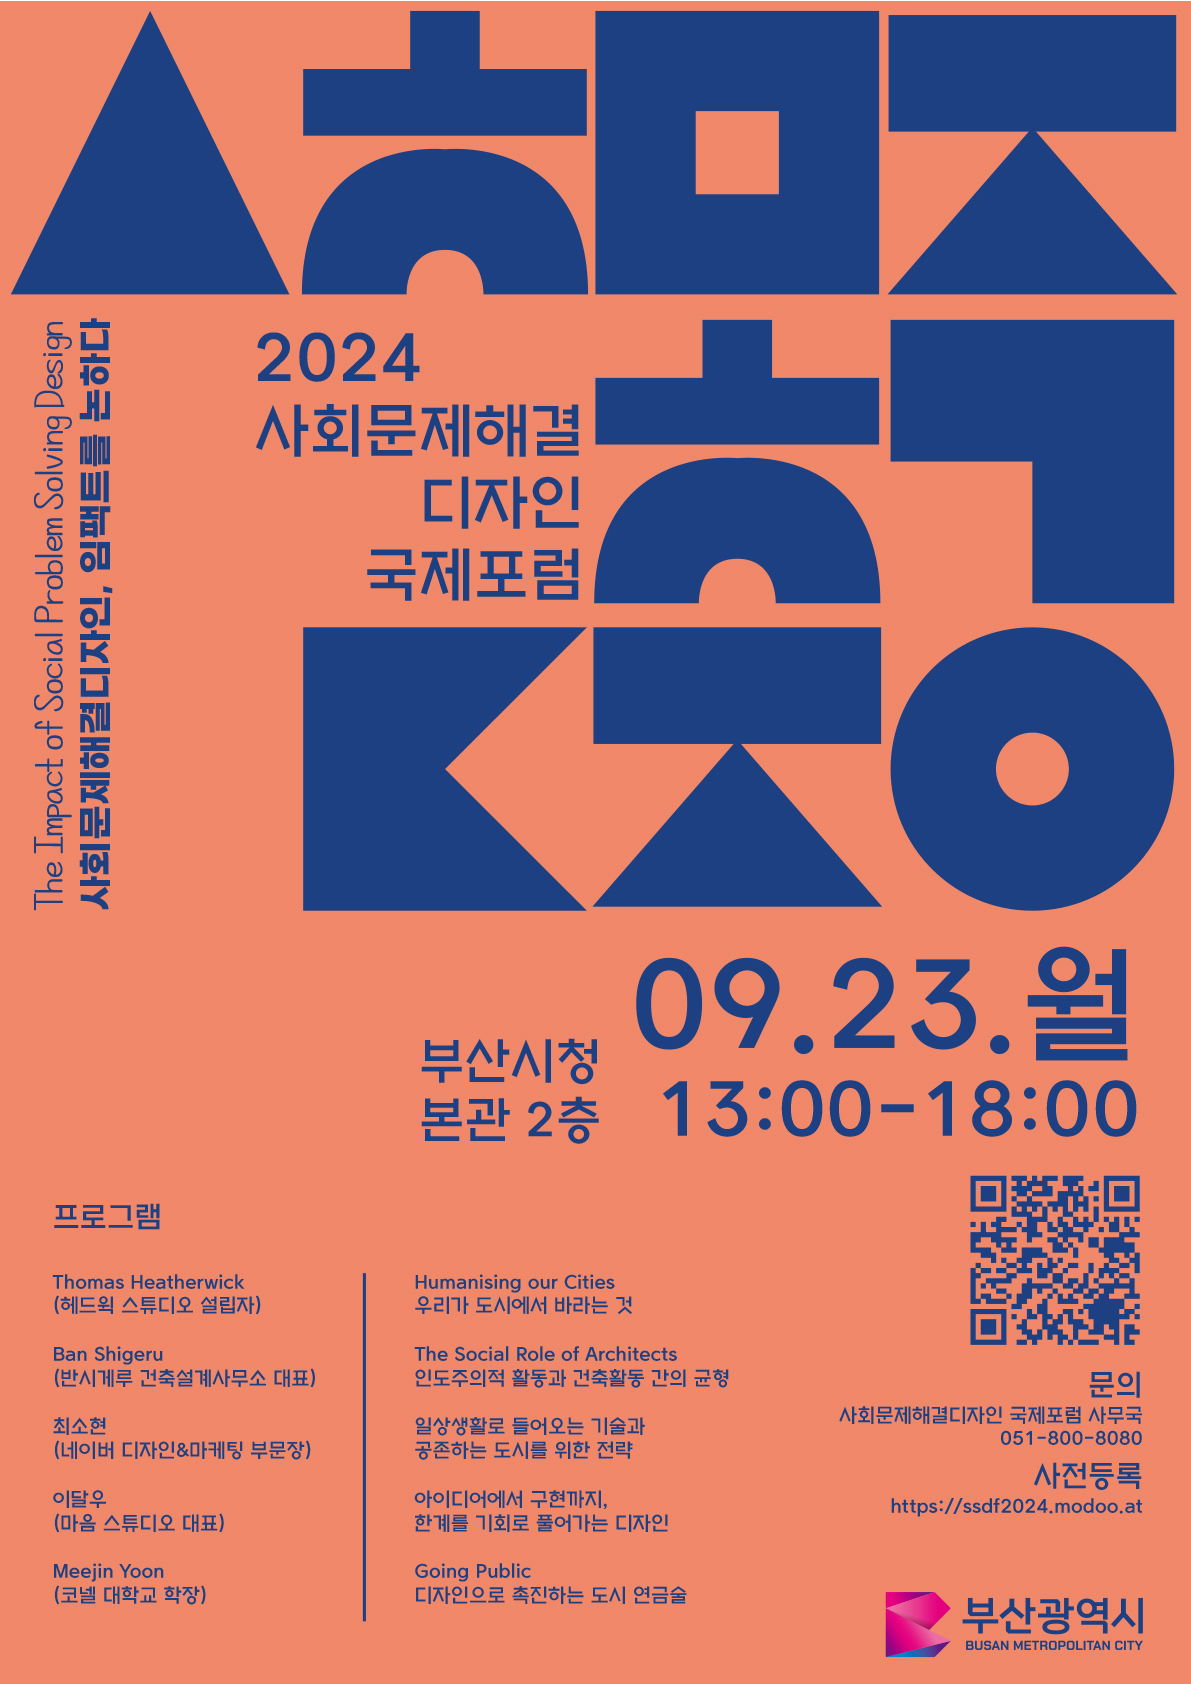 ㅅㅎㅁㅈ
ㅎㄱ
ㄷㅈㅇ
2024
사회문제해결
디자인
국제포럼
The Impact of Social Problem Solving Design
사회문제해결디자인, 임팩트를 논하다
09.23.월
13:00-18:00
부산시청
본관 2층
프로그램
Thomas Heatherwick
(헤드윅 스튜디오 설립자)
Humanising our Cities
우리가 도시에서 바라는 것
Ban Shigeru
(반시게루 건축설계사무소 대표)
The Social Role of Architects
인도주의적 활동과 건축활동 간의 균형
최소현
(네이버 디자인&마케팅 부문장)
일상생활로 들어오는 기술과
공존하는 도시를 위한 전략
이달우
(마음 스튜디오 대표)
아이디어에서 구현까지,
한계를 기회로 풀어가는 디자인
Meejin Yoon
(코넬 대학교 학장)
Going Public
디자인으로 촉진하는 도시 연금술
문의
사회문제해결디자인 국제포럼 사무국
051-800-8080
사전등록
https://ssdf2024.modoo.at
부산광역시
BUSAN METROPOLITAN CITY